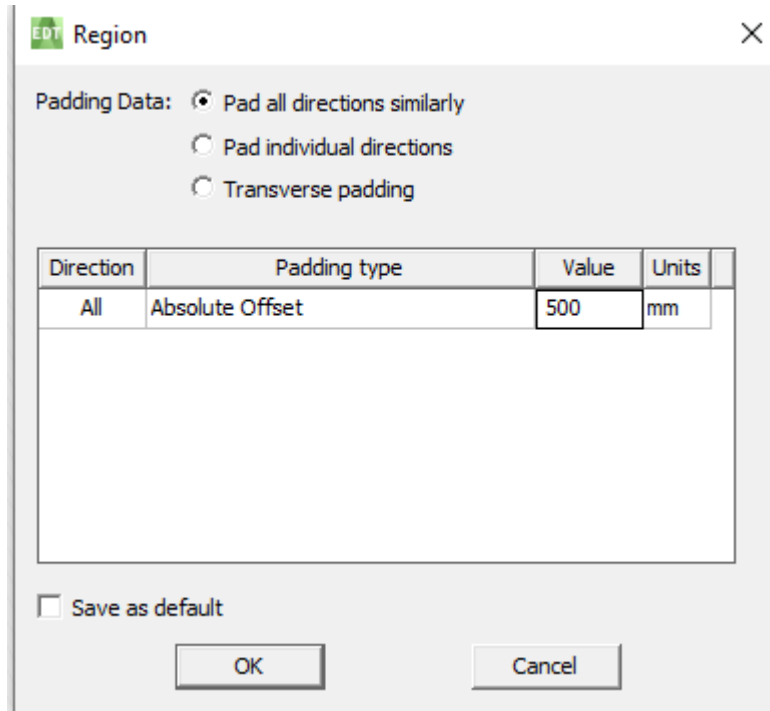 EDT Region
Padding Data: Pad all directions similarly
Pad individual directions
Transverse padding
Direction Padding type Value Units
All Absolute Offset 500 mm
Save as default
OK Cancel